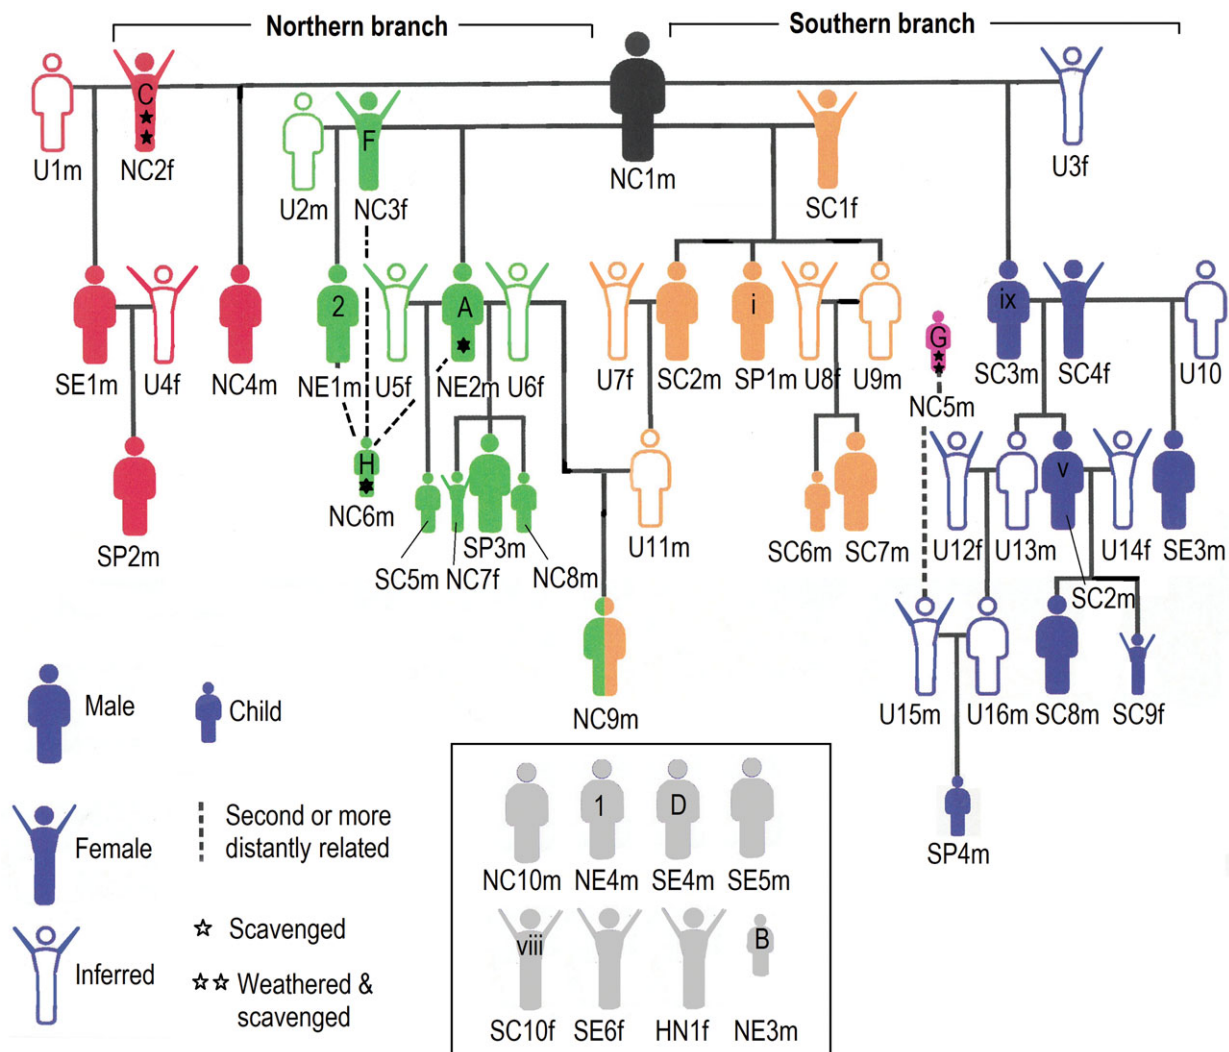 Northern branch
Southern branch
C
U1m
NC2f
F
U2m
NC3f
NC1m
SC1f
U3f
2
A
i
ix
G
SE1m
U4f
NC4m
NE1m
U5f
NE2m
U6f
U7f
SC2m
SP1m
U8f
U9m
NC5m
SC3m
SC4f
U10
H
v
NC6m
SP2m
SC5m
NC7f
SP3m
NC8m
U11m
SC6m
SC7m
U12f
U13m
SC2m
U14f
SE3m
NC9m
U15m
U16m
SC8m
SC9f
SP4m
Male
Child
Female
Second or more
distantly related
Inferred
Scavenged
Weathered &
scavenged
1
D
NC10m
NE4m
SE4m
SE5m
viii
B
SC10f
SE6f
HN1f
NE3m